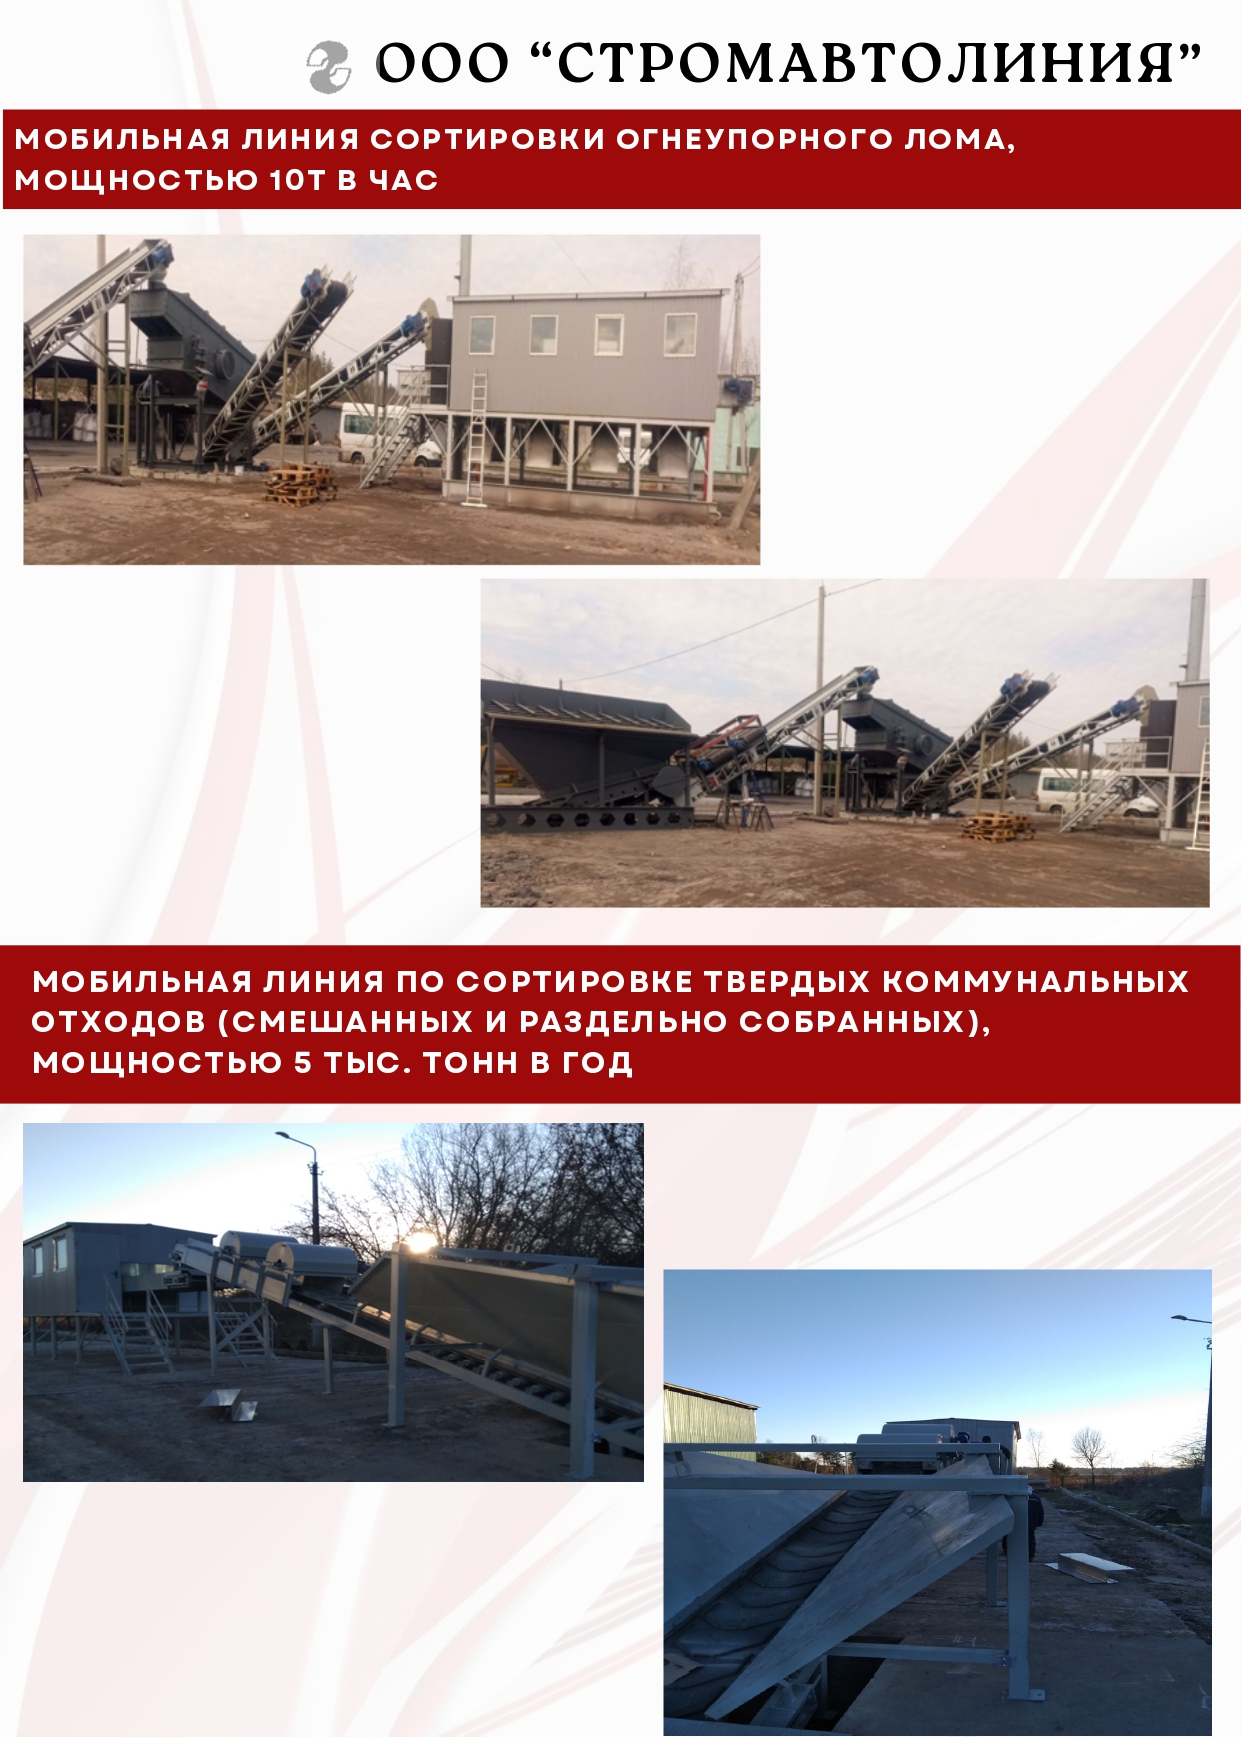 ООО “СТРОМАВТОЛИНИЯ”
МОБИЛЬНАЯ ЛИНИЯ СОРТИРОВКИ ОГНЕУПОРНОГО ЛОМА,
МОЩНОСТЬЮ 10Т В ЧАС
МОБИЛЬНАЯ ЛИНИЯ ПО СОРТИРОВКЕ ТВЕРДЫХ КОММУНАЛЬНЫХ
ОТХОДОВ (СМЕШАННЫХ И РАЗДЕЛЬНО СОБРАННЫХ),
МОЩНОСТЬЮ 5 ТЫС. ТОНН В ГОД